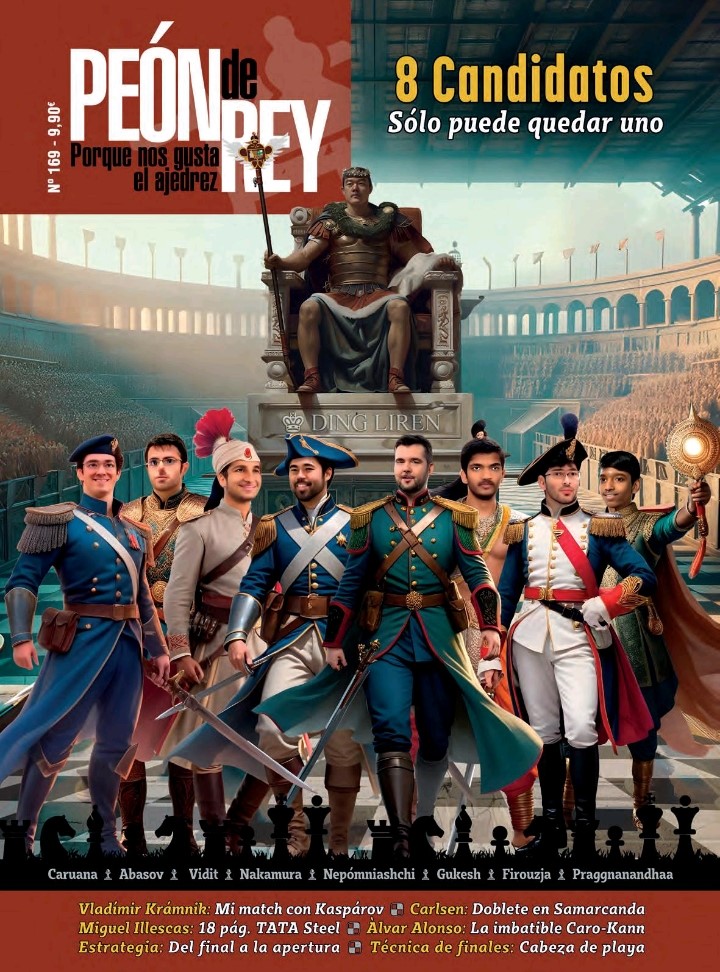 PEÓN de
REY
Porque nos gusta
el ajedrez
Nº 169 - 9,90€
8 Candidatos
Sólo puede quedar uno
DING LIREN
Caruana Abasov Vidit Nakamura Nepómniashchi Gukesh Firouzja Praggnanandhaa
Vladímir Krámnik: Mi match con Kaspárov Carlsen: Doblete en Samarcanda
Miguel Illescas: 18 pág. TATA Steel Àlvar Alonso: La imbatible Caro-Kann
Estrategia: Del final a la apertura Técnica de finales: Cabeza de playa